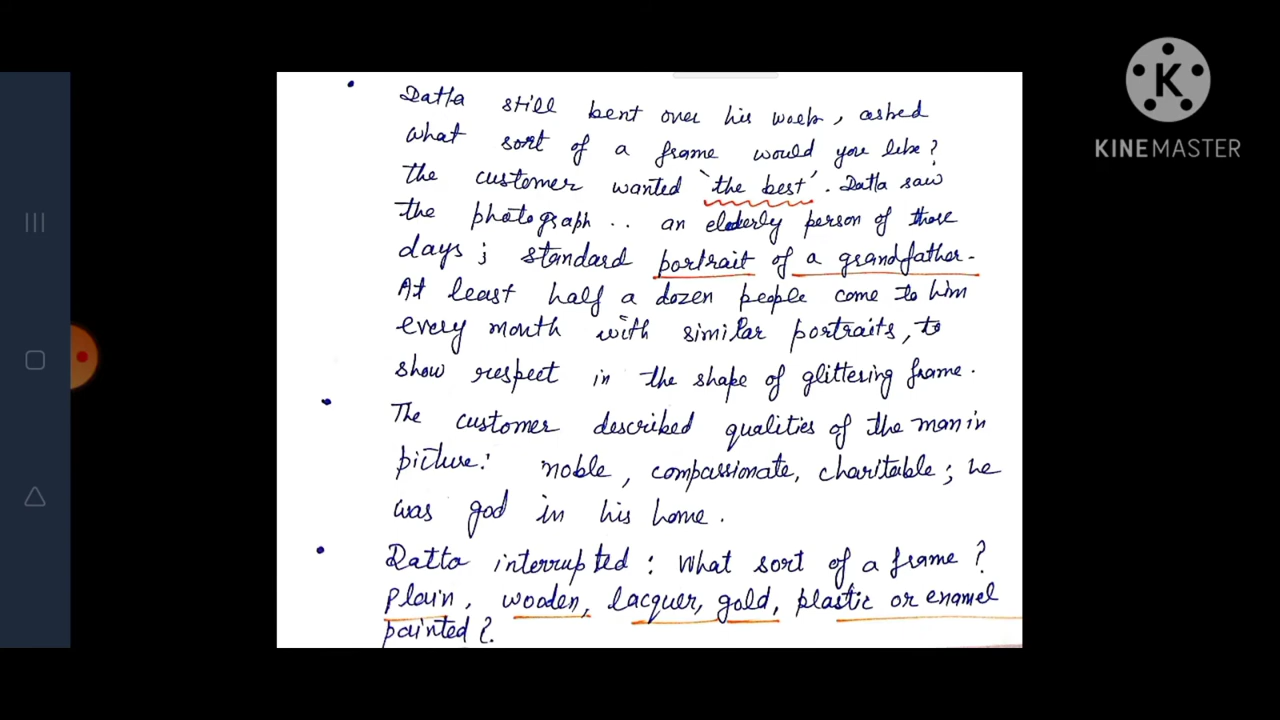 Datta still bent over his work, asked
what sort of a frame would you like?
The customer wanted 'the best'. Datta saw
the photograph.. an elderly person of those
days; standard portrait of a grandfather.
At least half a dozen people come to him
every month with similar portraits, to
show respect in the shape of glittering frame.
The customer described qualities of the man in
picture: noble, compassionate, charitable; he
was god in his home.
Datta interrupted: What sort of a frame?
Plain, wooden, lacquer, gold, plastic or enamel
painted?
K
KINEMASTER